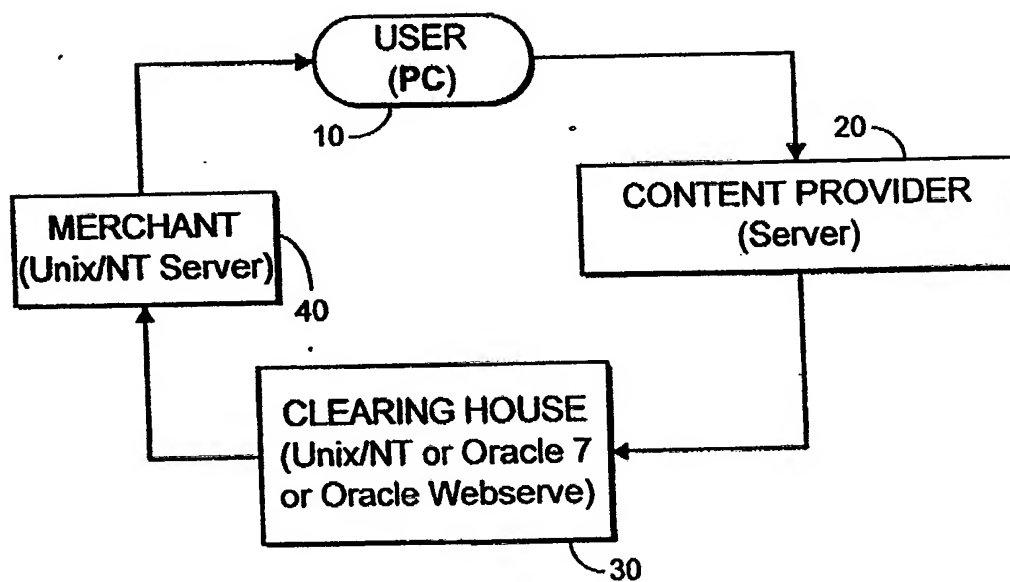 USER
(PC)
10
20
CONTENT PROVIDER
(Server)
MERCHANT
(Unix/NT Server)
40
CLEARING HOUSE
(Unix/NT or Oracle 7
or Oracle Webserve)
30